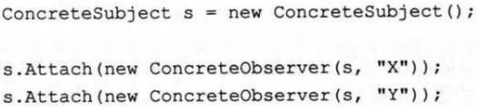 ConcreteSubject s = new ConcreteSubject();
s.Attach(new ConcreteObserver(s, "X"));
s.Attach(new ConcreteObserver(s, "Y"));